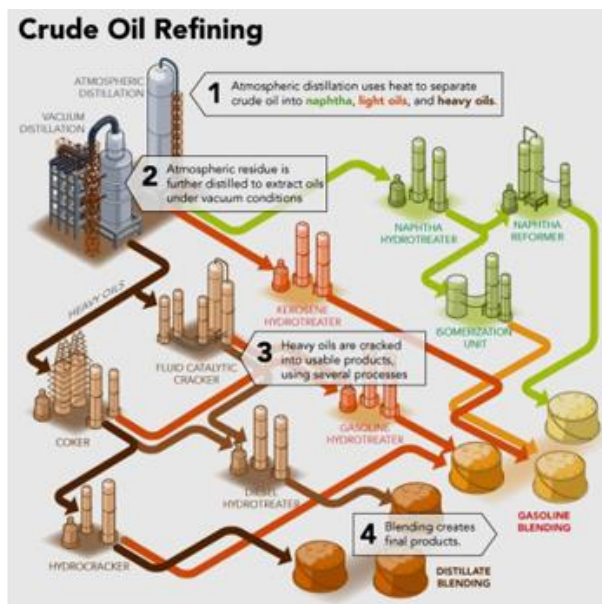 Crude Oil Refining
ATMOSPHERIC
DISTILLATION
1 Atmospheric distillation uses heat to separate
crude oil into naphtha, light oils, and heavy oils.
VACUUM
DISTILLATION
2 Atmospheric residue is
further distilled to extract oils
under vacuum conditions
NAPHTHA
HYDROTREATER
NAPHTHA
REFORMER
HEAVY OILS
KEROSENE
HYDROTREATER
ISOMERIZATION
UNIT
FLUID CATALYTIC
CRACKER
3 Heavy oils are cracked
into usable products,
using several processes
COKER
GASOLINE
HYDROTREATER
DIESEL
HYDROTREATER
GASOLINE
BLENDING
4 Blending creates
final products.
HYDROCRACKER
DISTILLATE
BLENDING